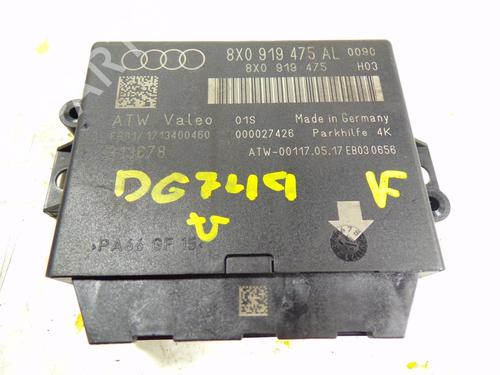 8X0 919 475 AL 0090
8X0 919 475 H03
ATW Valeo 01S Made in Germany
000027426 Parkhilfe 4K
ATW-00117.05.17 EB03 0656
DG749 K
V
>PA66 GF 15<